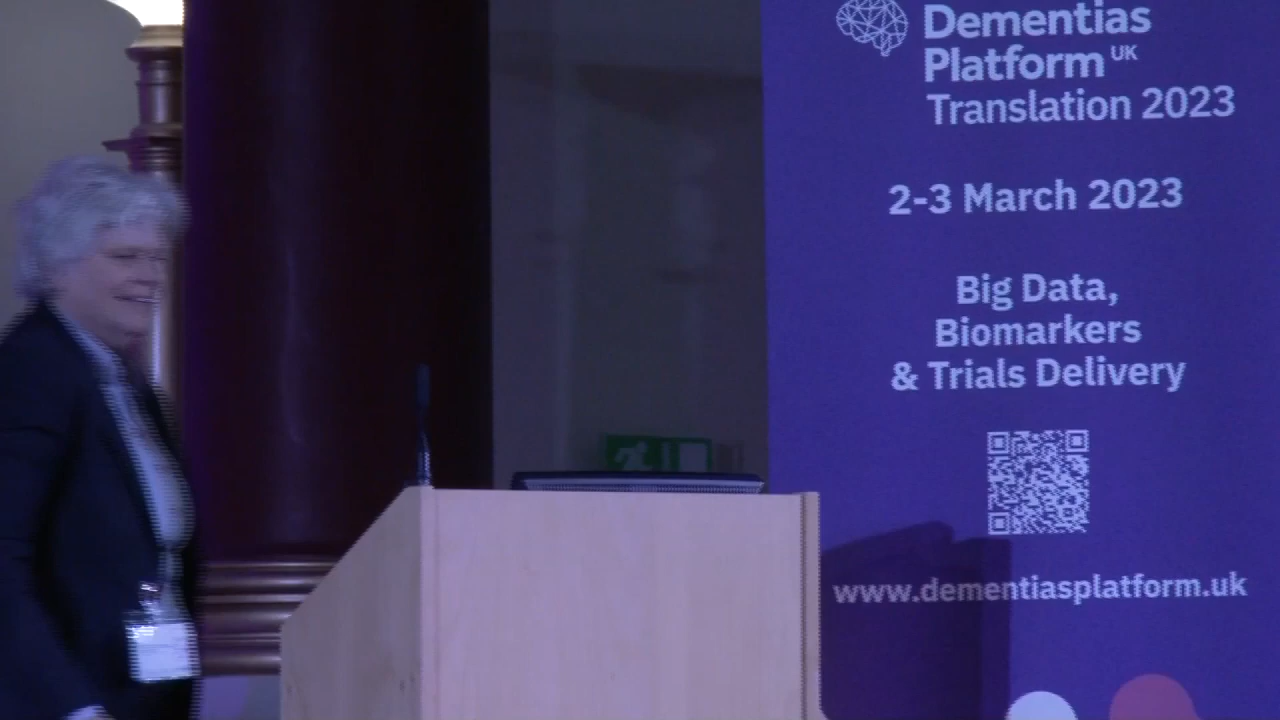 Dementias
Platform UK
Translation 2023
2-3 March 2023
Big Data,
Biomarkers
& Trials Delivery
www.dementiasplatform.uk